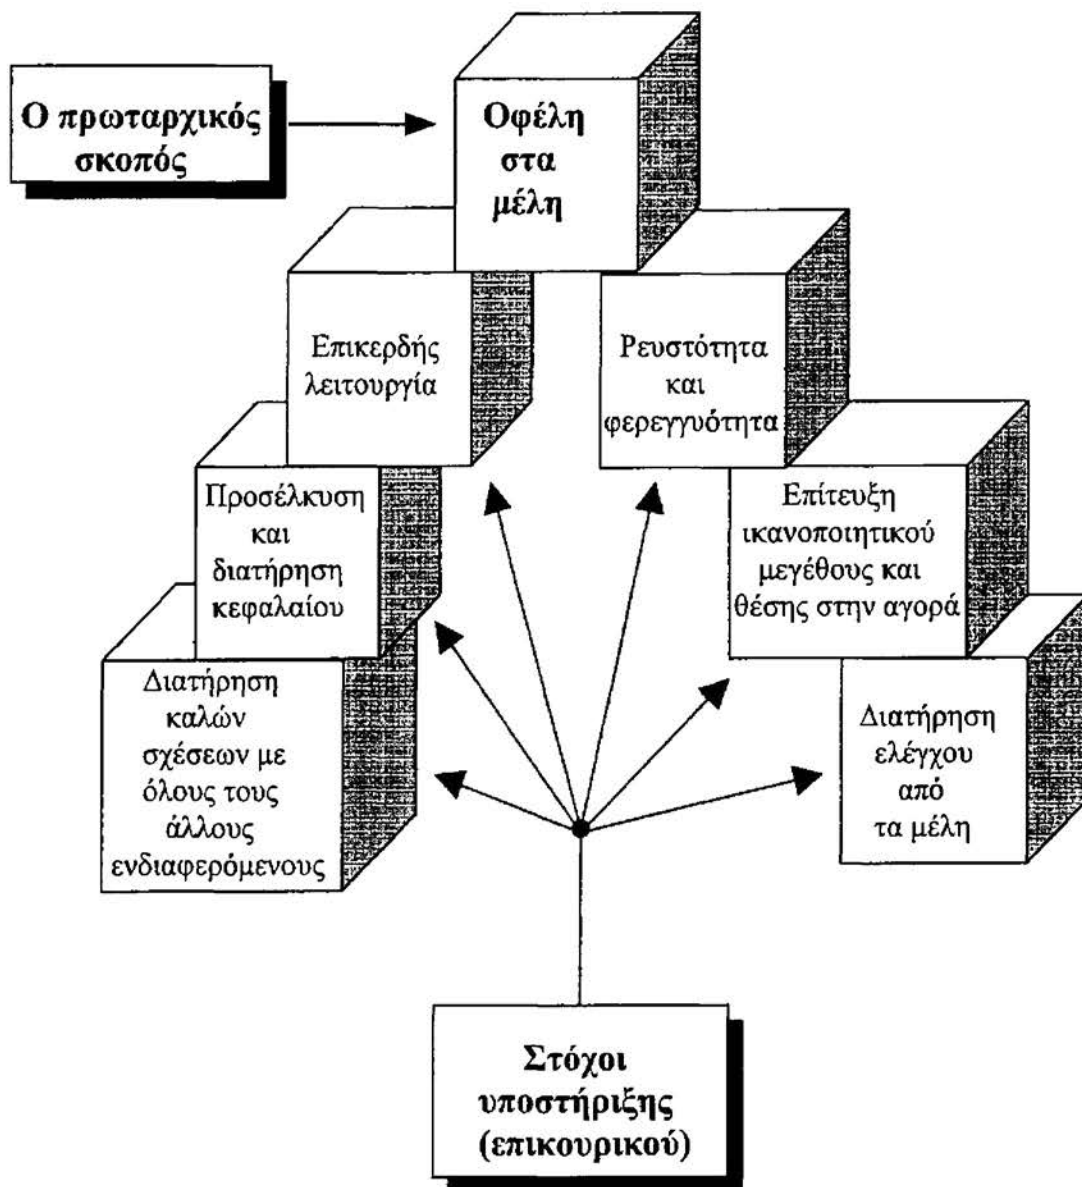 Ο πρωταρχικός
σκοπός
Οφέλη
στα
μέλη
Επικερδής
λειτουργία
Ρευστότητα
και
φερεγγυότητα
Προσέλκυση
και
διατήρηση
κεφαλαίου
Επίτευξη
ικανοποιητικού
μεγέθους και
θέσης στην αγορά
Διατήρηση
καλών
σχέσεων με
όλους τους
άλλους
ενδιαφερόμενους
Διατήρηση
ελέγχου
από
τα μέλη
Στόχοι
υποστήριξης
(επικουρικού)